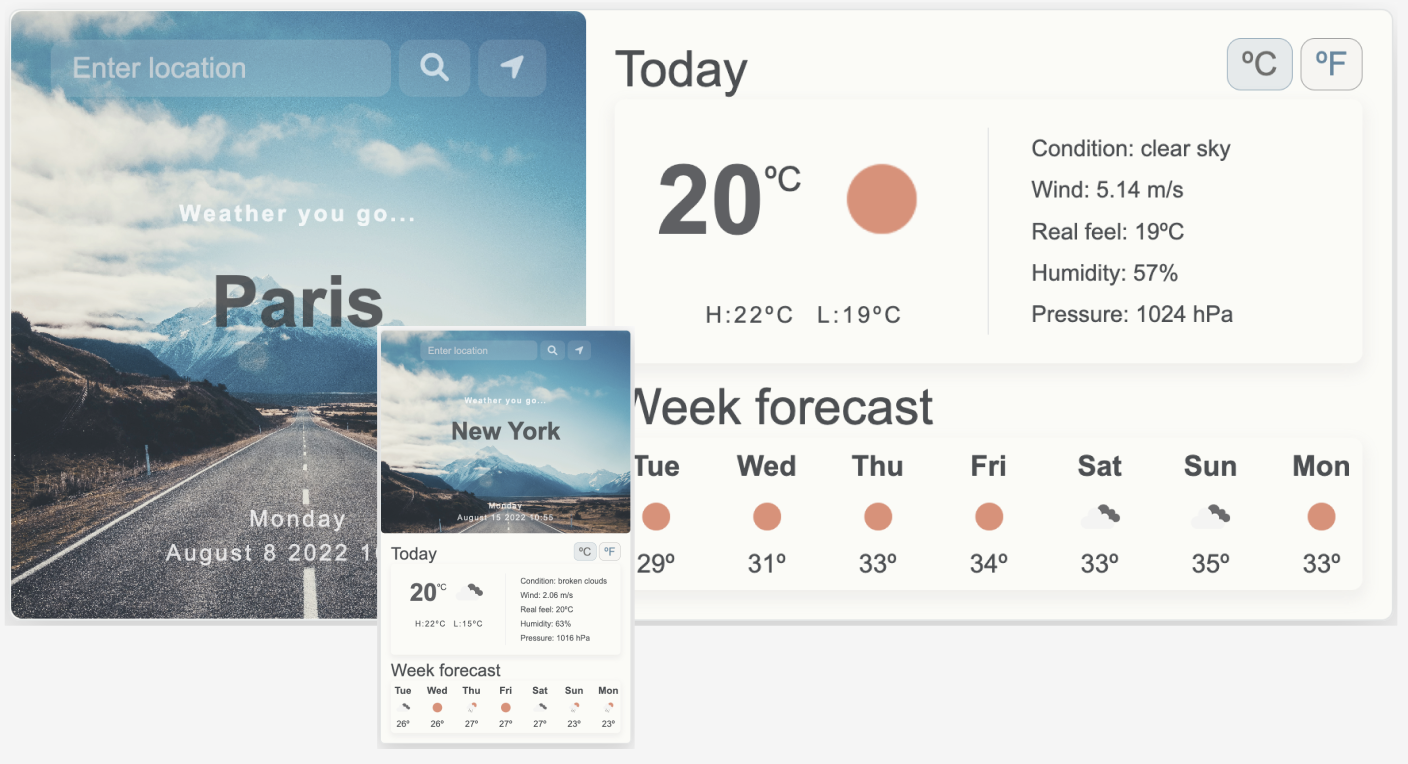 Enter location
Weather you go...
Paris
Monday
August 8 2022 1
Today
ºC ºF
20ºC
H:22ºC L:19ºC
Condition: clear sky
Wind: 5.14 m/s
Real feel: 19ºC
Humidity: 57%
Pressure: 1024 hPa
Week forecast
Tue Wed Thu Fri Sat Sun Mon
29º 31º 33º 34º 33º 35º 33º
Enter location
Weather you go...
New York
Monday
August 15 2022 10:55
Today
ºC ºF
20ºC
H:22ºC L:15ºC
Condition: broken clouds
Wind: 2.06 m/s
Real feel: 20ºC
Humidity: 63%
Pressure: 1016 hPa
Week forecast
Tue Wed Thu Fri Sat Sun Mon
26º 26º 27º 27º 27º 23º 23º